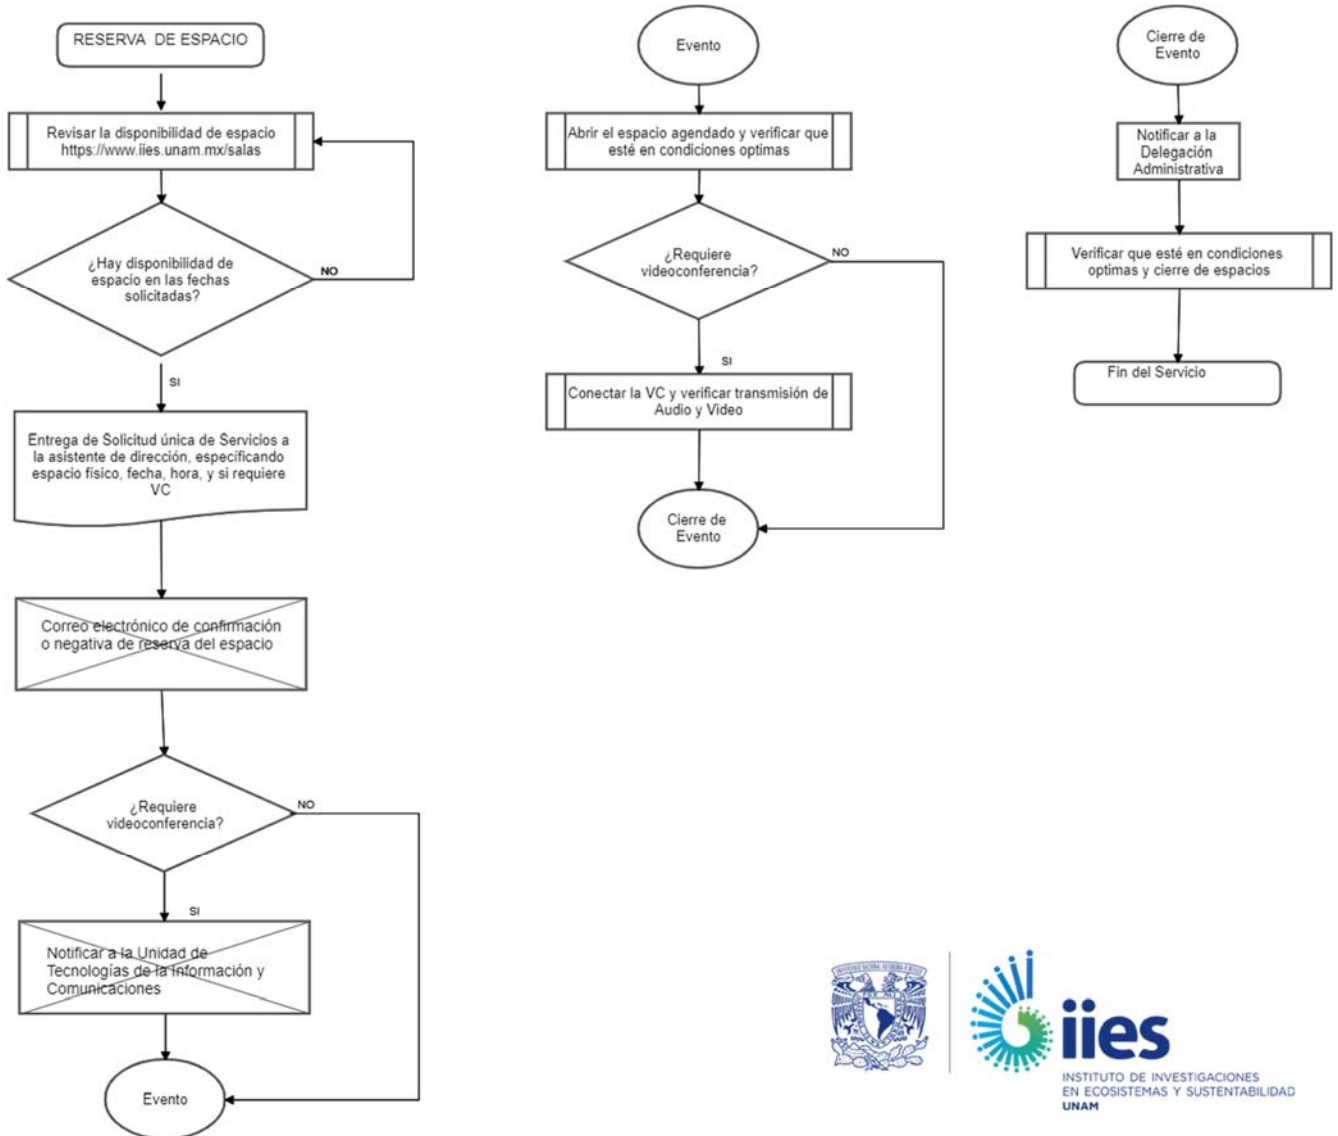 RESERVA DE ESPACIO
Revisar la disponibilidad de espacio
https://www.iies.unam.mx/salas
¿Hay disponibilidad de
espacio en las fechas
solicitadas?
NO
SI
Entrega de Solicitud única de Servicios a
la asistente de dirección, específicando
espacio físico, fecha, hora, y si requiere
VC
Correo electrónico de confirmación
o negativa de reserva del espacio
¿Requiere
videoconferencia?
NO
SI
Notificar a la Unidad de
Tecnologías de la Información y
Comunicaciones
Evento
Evento
Abrir el espacio agendado y verificar que
esté en condiciones optimas
¿Requiere
videoconferencia?
NO
SI
Conectar la VC y verificar transmisión de
Audio y Video
Cierre de
Evento
Cierre de
Evento
Notificar a la
Delegación
Administrativa
Verificar que esté en condiciones
optimas y cierre de espacios
Fin del Servicio
iies
INSTITUTO DE INVESTIGACIONES
EN ECOSISTEMAS Y SUSTENTABILIDAD
UNAM